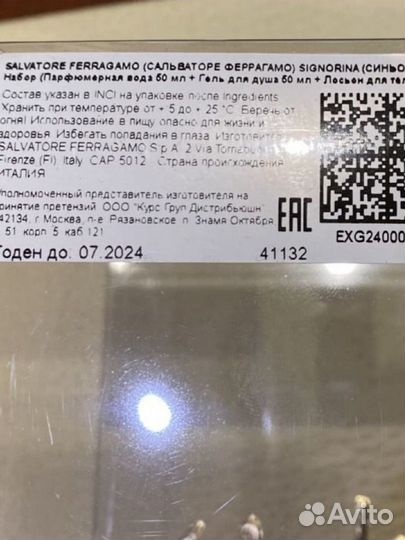 SALVATORE FERRAGAMO (САЛЬВАТОРЕ ФЕРРАГАМО) SIGNORINA (СИНЬО
Набор (Парфюмерная вода 50 мл + Гель для душа 50 мл + Лосьон для тел
Состав указан в INCI на упаковке после Ingredients
Хранить при температуре от + 5 до + 25 °C Беречь от
огня! Использование в пищу опасно для жизни и
здоровья Избегать попадания в глаза Изготовитель
SALVATORE FERRAGAMO S.p.A. 2 Via
Firenze (FI) Italy CAP 5012 Страна происхождения
ИТАЛИЯ
Уполномоченный представитель изготовителя на
принятие претензий ООО "Курс Груп Дистрибьюшн"
42134, г Москва, п-е Рязановское п Знамя Октября
51 корп 5 каб 121
Годен до: 07.2024 41132
EAC
EXG24000
Avito